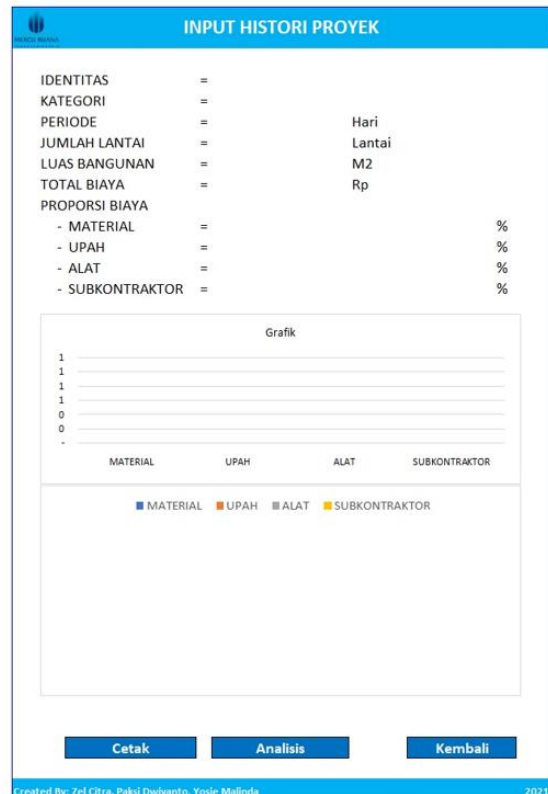 MERCU BUANA
INPUT HISTORI PROYEK
IDENTITAS =
KATEGORI =
PERIODE = Hari
JUMLAH LANTAI = Lantai
LUAS BANGUNAN = M2
TOTAL BIAYA = Rp
PROPORSI BIAYA
- MATERIAL = %
- UPAH = %
- ALAT = %
- SUBKONTRAKTOR = %
Grafik
1
1
1
1
0
0
-
MATERIAL UPAH ALAT SUBKONTRAKTOR
MATERIAL UPAH ALAT SUBKONTRAKTOR
Cetak Analisis Kembali
Created By: Zel Citra, Paksi Dwiyanto, Yosie Malinda 2021